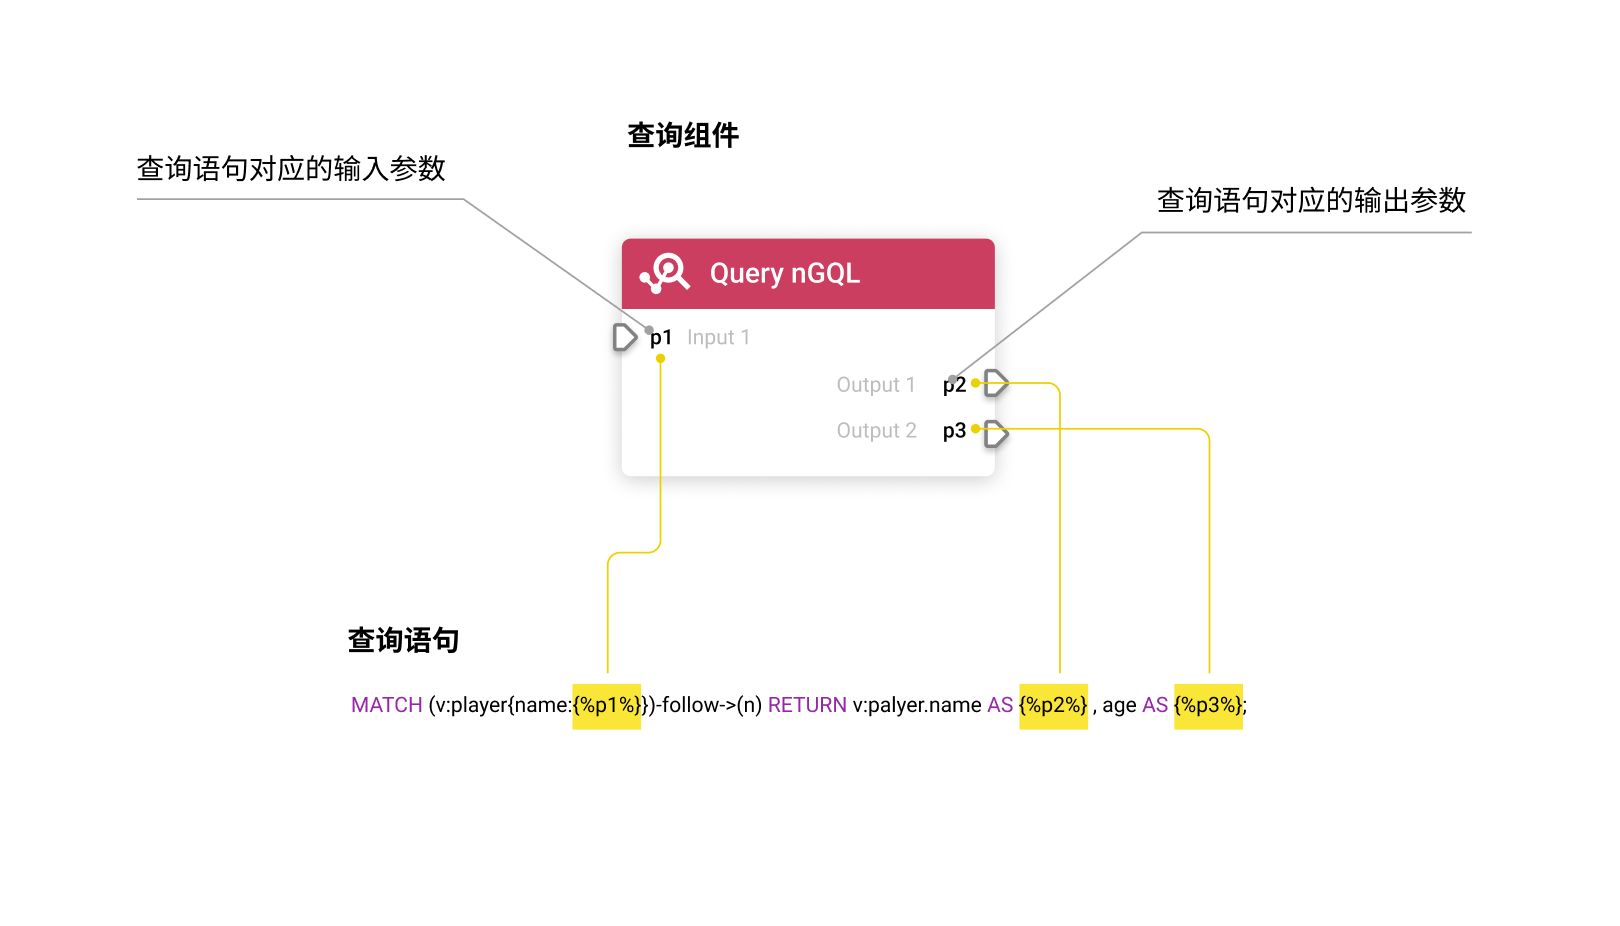 查询组件
查询语句对应的输入参数
查询语句对应的输出参数
Query nGQL
p1 Input 1
Output 1 p2
Output 2 p3
查询语句
MATCH (v:player{name:{%p1%}})-follow->(n) RETURN v:palyer.name AS {%p2%} , age AS {%p3%};